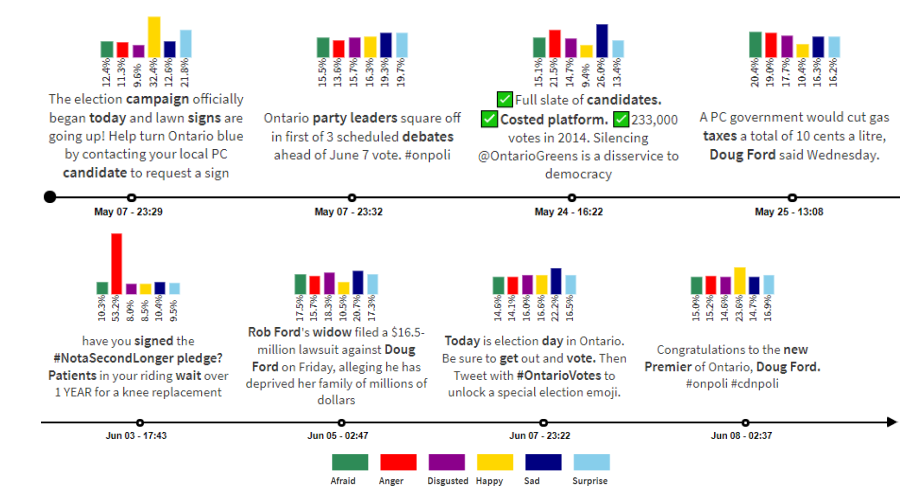 12.4% 11.3% 9.6% 32.4% 12.6% 21.8%
The election campaign officially
began today and lawn signs are
going up! Help turn Ontario blue
by contacting your local PC
candidate to request a sign
15.5% 13.6% 15.7% 16.3% 19.3% 19.7%
Ontario party leaders square off
in first of 3 scheduled debates
ahead of June 7 vote. #onpoli
15.1% 21.5% 14.7% 9.4% 26.0% 13.4%
✅ Full slate of candidates.
✅ Costed platform. ✅ 233,000
votes in 2014. Silencing
@OntarioGreens is a disservice to
democracy
20.4% 19.0% 17.7% 10.4% 16.3% 16.2%
A PC government would cut gas
taxes a total of 10 cents a litre,
Doug Ford said Wednesday.
May 07 - 23:29
May 07 - 23:32
May 24 - 16:22
May 25 - 13:08
10.3% 53.2% 8.0% 8.5% 10.4% 9.5%
have you signed the
#NotaSecondLonger pledge?
Patients in your riding wait over
1 YEAR for a knee replacement
17.5% 15.7% 18.3% 10.5% 20.7% 17.3%
Rob Ford's widow filed a $16.5-
million lawsuit against Doug
Ford on Friday, alleging he has
deprived her family of millions of
dollars
14.6% 14.1% 16.0% 16.6% 22.2% 16.5%
Today is election day in Ontario.
Be sure to get out and vote. Then
Tweet with #OntarioVotes to
unlock a special election emoji.
15.0% 15.2% 14.6% 23.6% 14.7% 16.9%
Congratulations to the new
Premier of Ontario, Doug Ford.
#onpoli #cdnpoli
Jun 03 - 17:43
Jun 05 - 02:47
Jun 07 - 23:22
Jun 08 - 02:37
Afraid Anger Disgusted Happy Sad Surprise